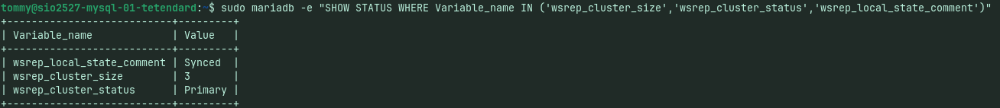 tommy@sio2527-mysql-01-tetendard:~$ sudo mariadb -e "SHOW STATUS WHERE Variable_name IN ('wsrep_cluster_size','wsrep_cluster_status','wsrep_local_state_comment')"
+---------------------------+---------+
| Variable_name             | Value   |
+---------------------------+---------+
| wsrep_local_state_comment | Synced  |
| wsrep_cluster_size        | 3       |
| wsrep_cluster_status      | Primary |
+---------------------------+---------+